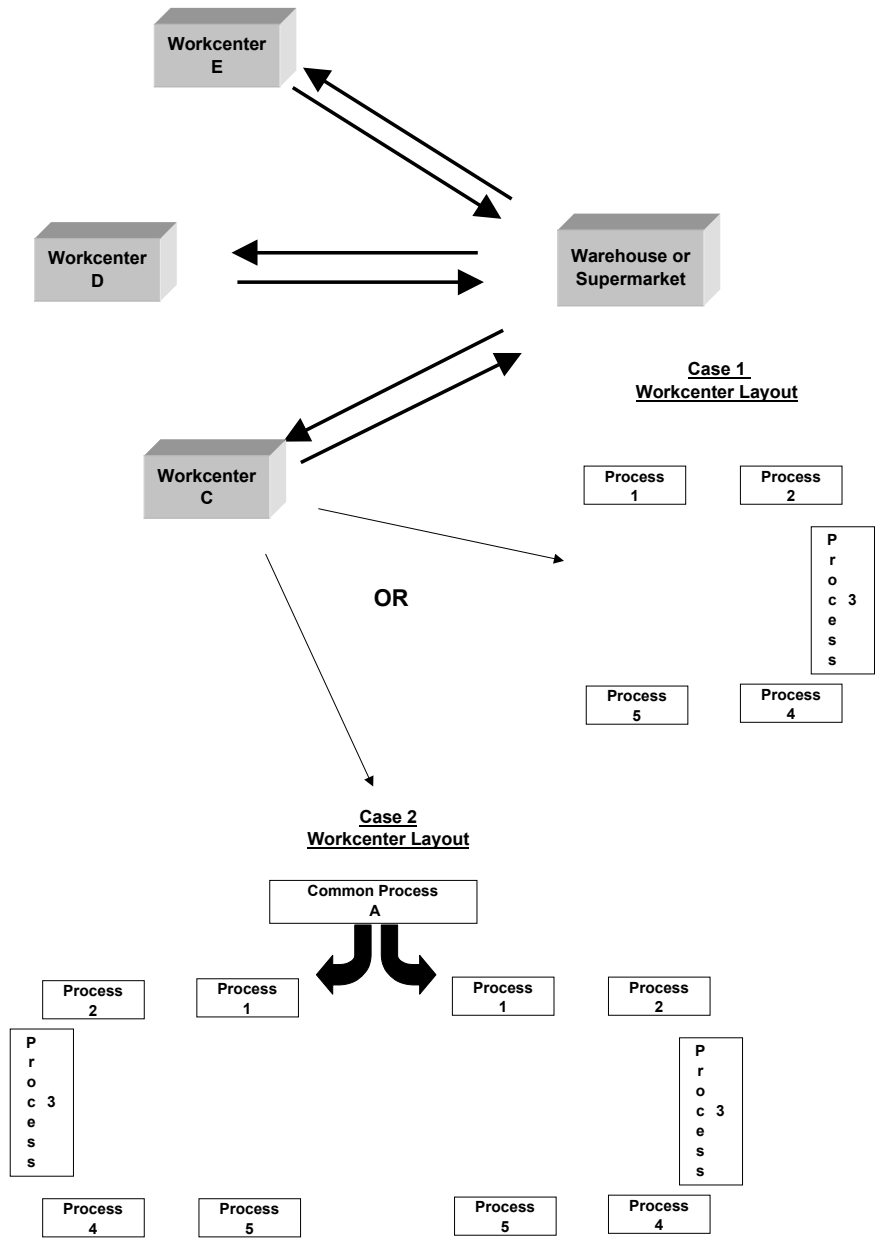 Workcenter
E
Workcenter
D
Warehouse or
Supermarket
Case 1
Workcenter Layout
Workcenter
C
Process
1
Process
2
P
r
o
c 3
e
s
s
OR
Process
5
Process
4
Case 2
Workcenter Layout
Common Process
A
Process
2
Process
1
Process
1
Process
2
P
r
o
c 3
e
s
s
P
r
o
c 3
e
s
s
Process
4
Process
5
Process
5
Process
4